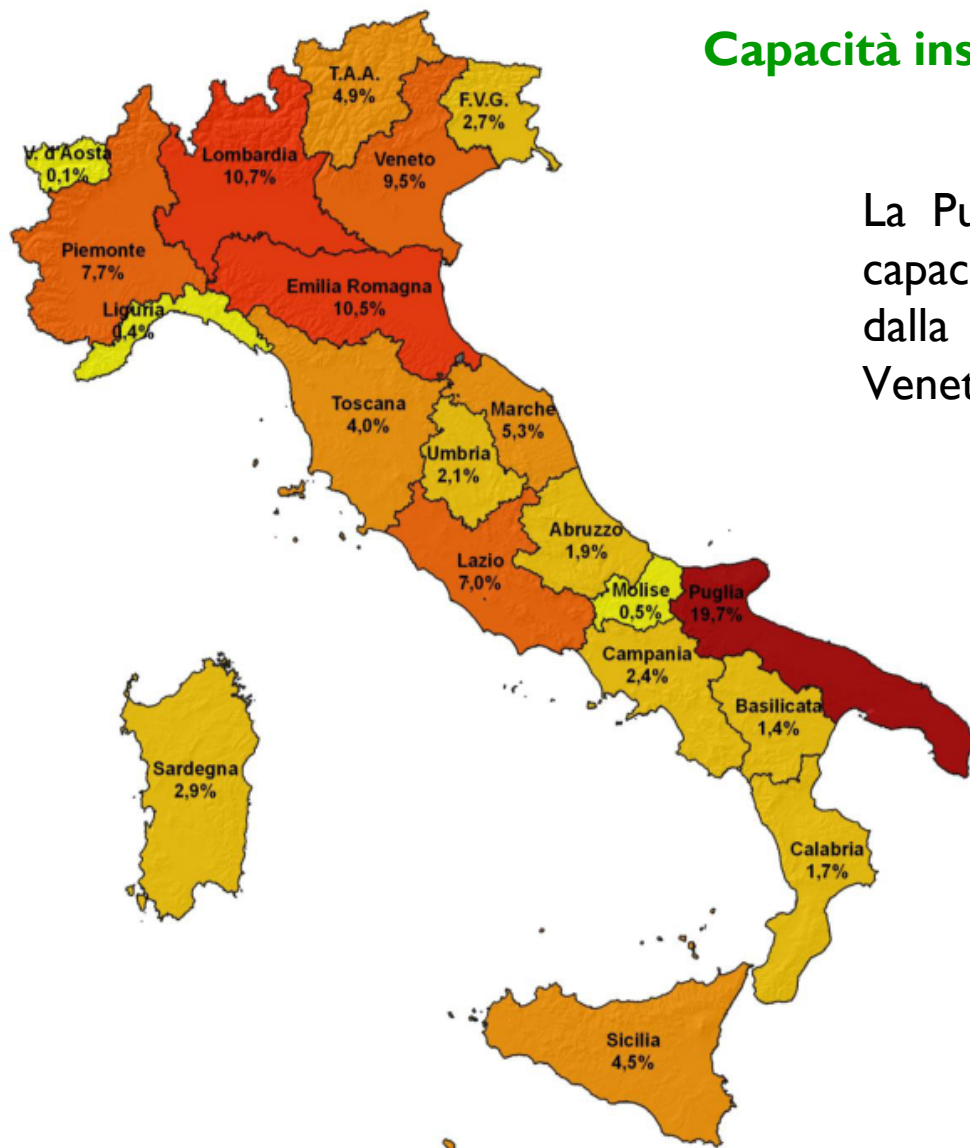 Capacità ins
T.A.A.
4,9%
F.V.G.
2,7%
V. d'Aosta
0,1%
Lombardia
10,7%
Veneto
9,5%
La Pu
capaci
dalla
Venet
Piemonte
7,7%
Emilia Romagna
10,5%
Liguria
0,4%
Toscana
4,0%
Marche
5,3%
Umbria
2,1%
Abruzzo
1,9%
Lazio
7,0%
Molise
0,5%
Puglia
19,7%
Campania
2,4%
Basilicata
1,4%
Sardegna
2,9%
Calabria
1,7%
Sicilia
4,5%